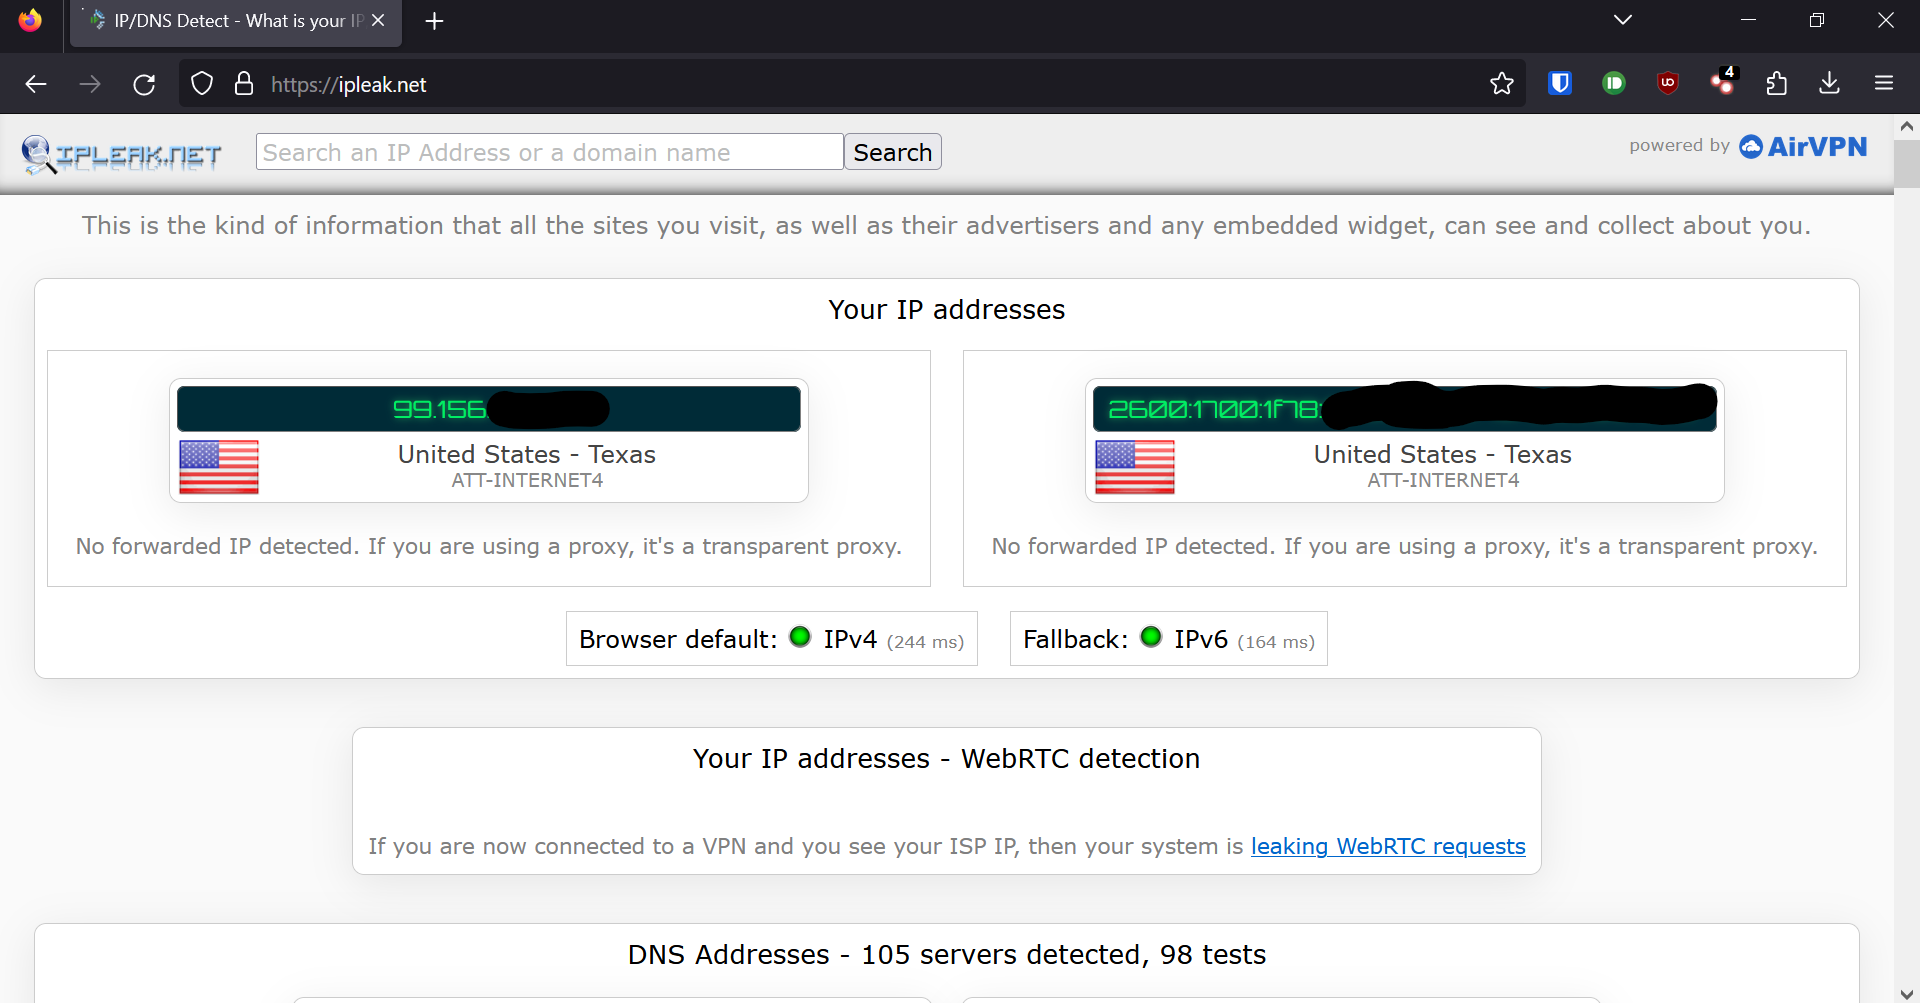 IP/DNS Detect - What is your IP
https://ipleak.net
4
IPLEAK.NET
Search an IP Address or a domain name
Search
powered by AirVPN
This is the kind of information that all the sites you visit, as well as their advertisers and any embedded widget, can see and collect about you.
Your IP addresses
99.156.
United States - Texas
ATT-INTERNET4
No forwarded IP detected. If you are using a proxy, it's a transparent proxy.
2600:1700:1f78:
United States - Texas
ATT-INTERNET4
No forwarded IP detected. If you are using a proxy, it's a transparent proxy.
Browser default: IPv4 (244 ms)
Fallback: IPv6 (164 ms)
Your IP addresses - WebRTC detection
If you are now connected to a VPN and you see your ISP IP, then your system is leaking WebRTC requests
DNS Addresses - 105 servers detected, 98 tests